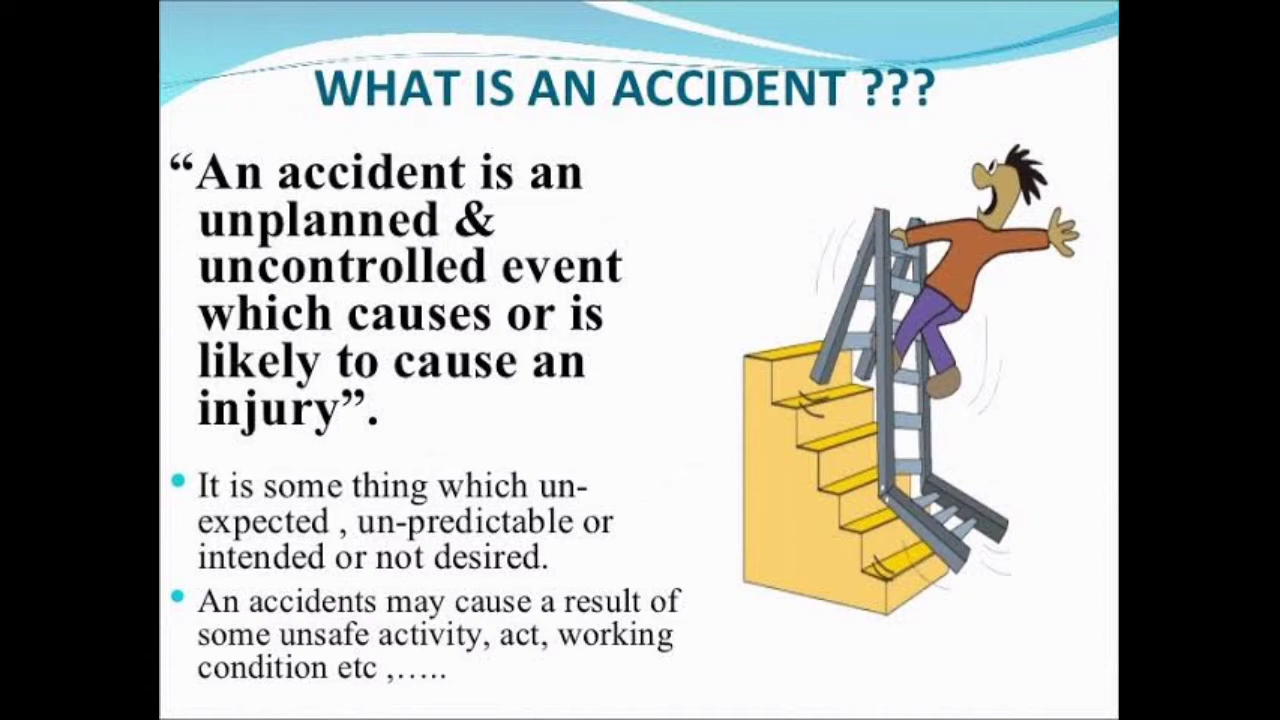 WHAT IS AN ACCIDENT ???
“An accident is an
unplanned &
uncontrolled event
which causes or is
likely to cause an
injury”.
• It is some thing which un-
expected , un-predictable or
intended or not desired.
• An accidents may cause a result of
some unsafe activity, act, working
condition etc ,…..